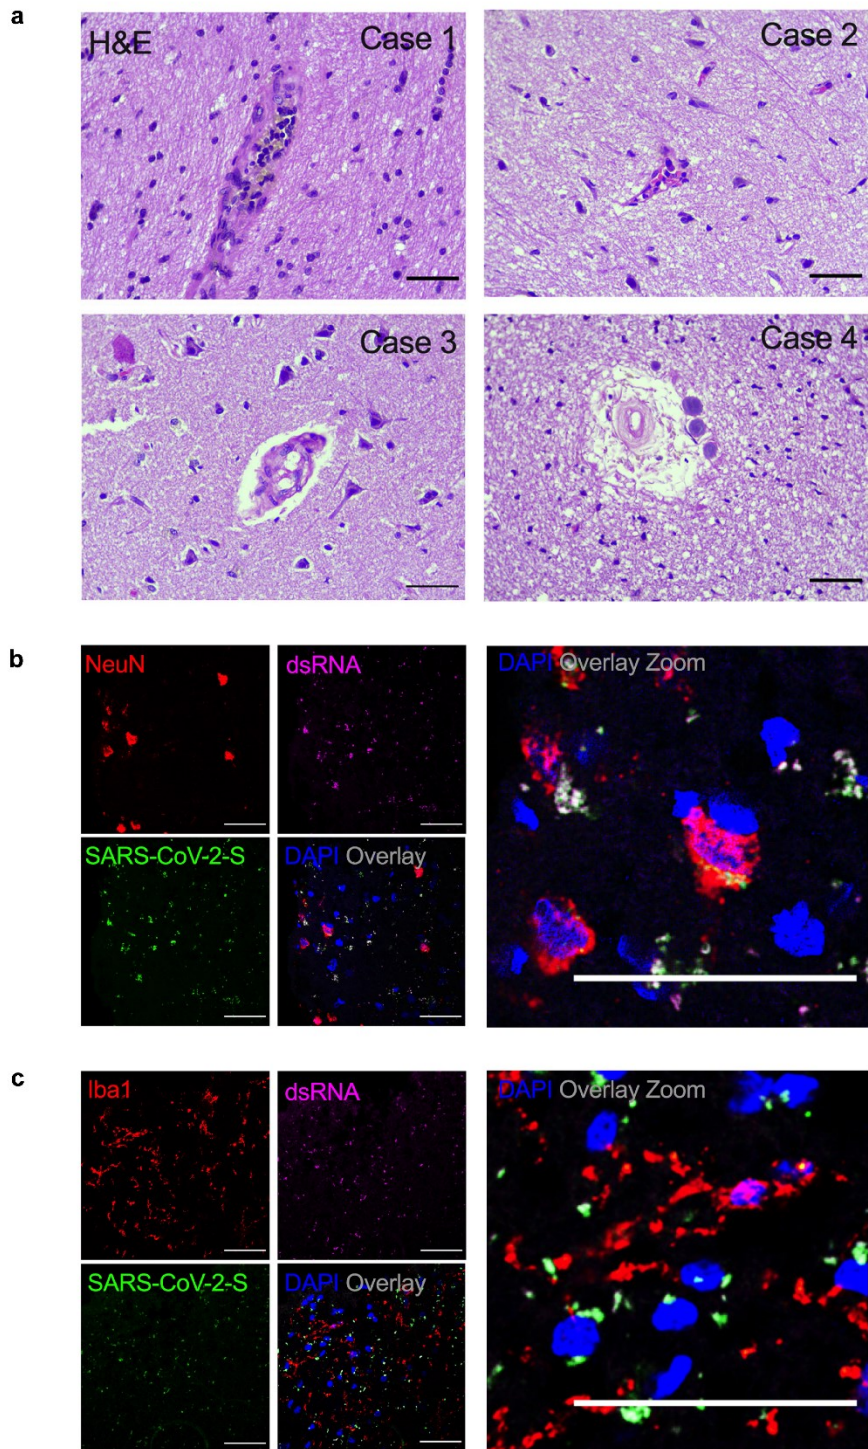 a
H&E Case 1
Case 2
Case 3
Case 4
b
NeuN
dsRNA
DAPI Overlay Zoom
SARS-CoV-2-S
DAPI Overlay
c
Iba1
dsRNA
DAPI Overlay Zoom
SARS-CoV-2-S
DAPI Overlay